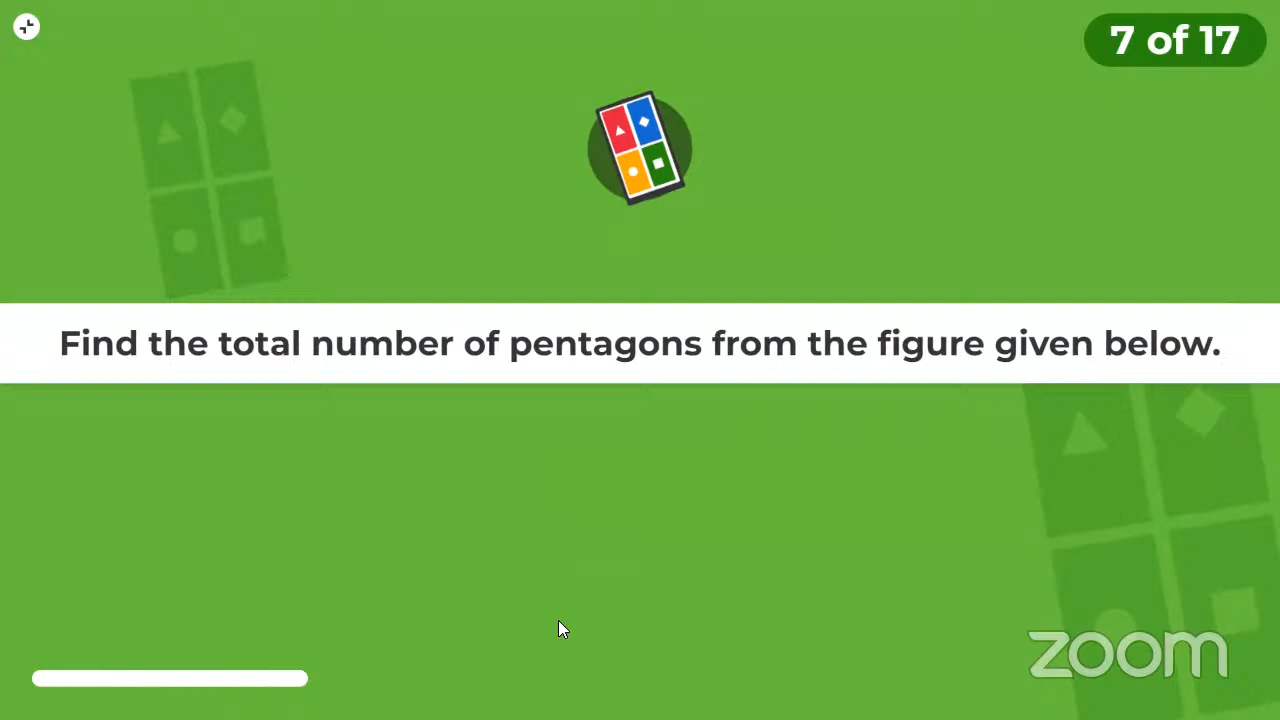 7 of 17
Find the total number of pentagons from the figure given below.
zoom